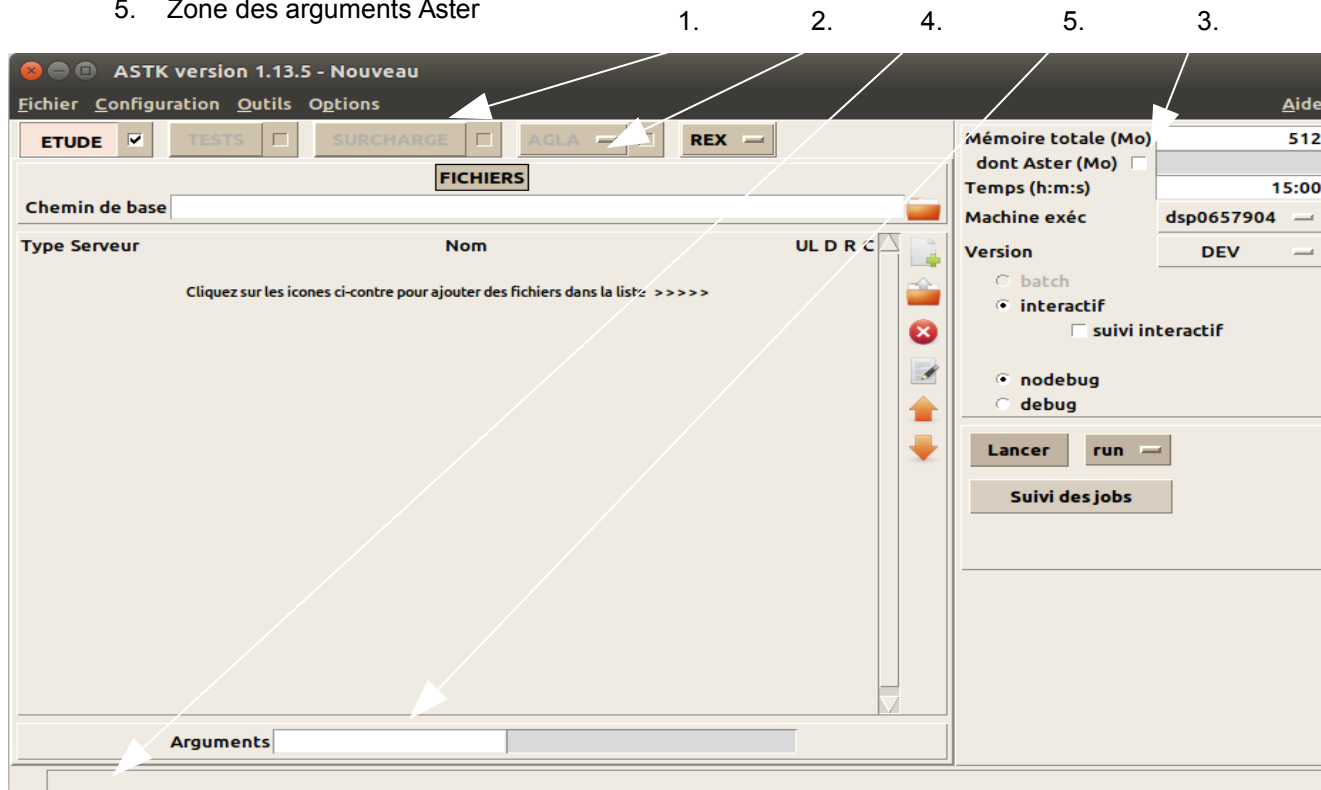 5. Zone des arguments Aster
1. 2. 4. 5. 3.
ASTK version 1.13.5 - Nouveau
Fichier Configuration Outils Options Aide
ETUDE TESTS SURCHARGE AGLA REX
FICHIERS
Chemin de base
Type Serveur Nom UL D R C
Cliquez sur les icones ci-contre pour ajouter des fichiers dans la liste >>>>>
Arguments
Mémoire totale (Mo) 512
dont Aster (Mo)
Temps (h:m:s) 15:00
Machine exéc dsp0657904
Version DEV
batch
interactif
suivi interactif
nodebug
debug
Lancer run
Suivi des jobs